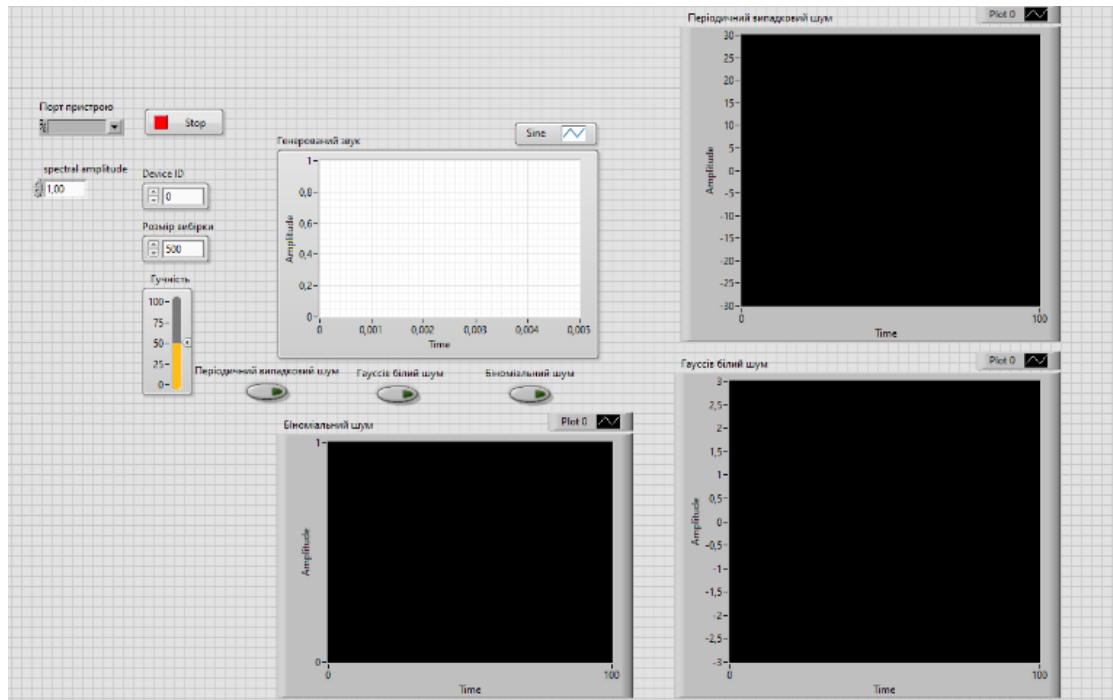 Періодичний випадковий шум
Plot 0
30
25
20
15
10
5
0
-5
-10
-15
-20
-25
-30
Amplitude
0
100
Time
Порт пристрою
Stop
spectral amplitude
1,00
Device ID
0
Розмір вибірки
500
Гучність
100
75
50
25
0
Генерований звук
Sine
1
0,8
0,6
0,4
0,2
0
Amplitude
0
0,001
0,002
0,003
0,004
0,005
Time
Періодичний випадковий шум
Гауссів білий шум
Біноміальний шум
Біноміальний шум
Plot 0
1
0
Amplitude
0
100
Time
Гауссів білий шум
Plot 0
3
2,5
2
1,5
1
0,5
0
-0,5
-1
-1,5
-2
-2,5
-3
Amplitude
0
100
Time